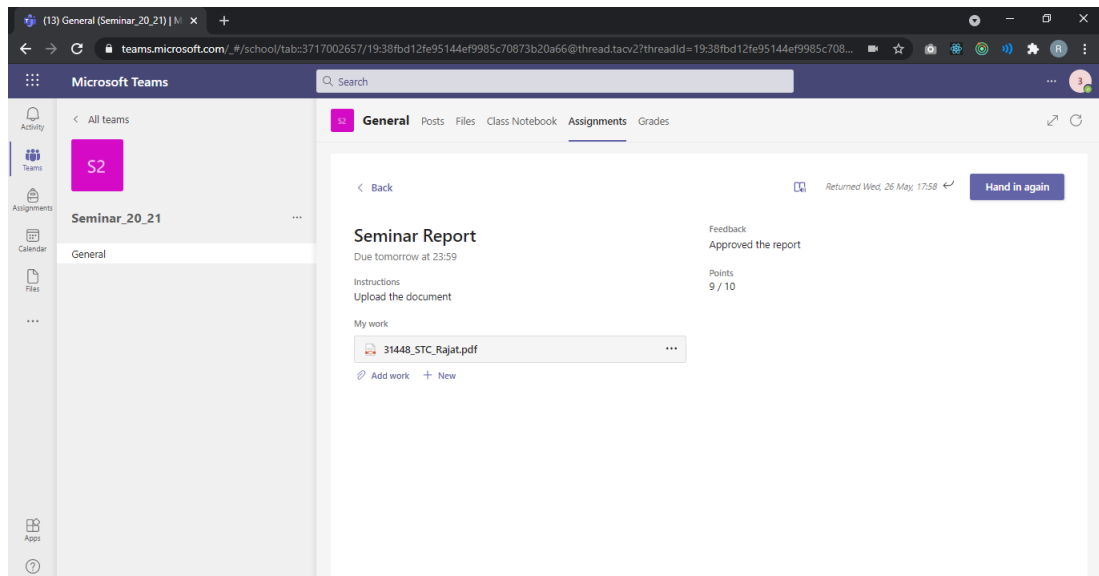 (13) General (Seminar_20_21) | M
teams.microsoft.com/_#/school/tab::3717002657/19:38fbd12fe95144ef9985c70873b20a66@thread.tacv2?threadId=19:38fbd12fe95144ef9985c708...
R
Microsoft Teams
Search
3
Activity
Teams
Assignments
Calendar
Files
Apps
All teams
S2
Seminar_20_21
General
S2 General Posts Files Class Notebook Assignments Grades
Back
Returned Wed, 26 May, 17:58
Hand in again
Seminar Report
Due tomorrow at 23:59
Instructions
Upload the document
My work
31448_STC_Rajat.pdf
Add work + New
Feedback
Approved the report
Points
9 / 10